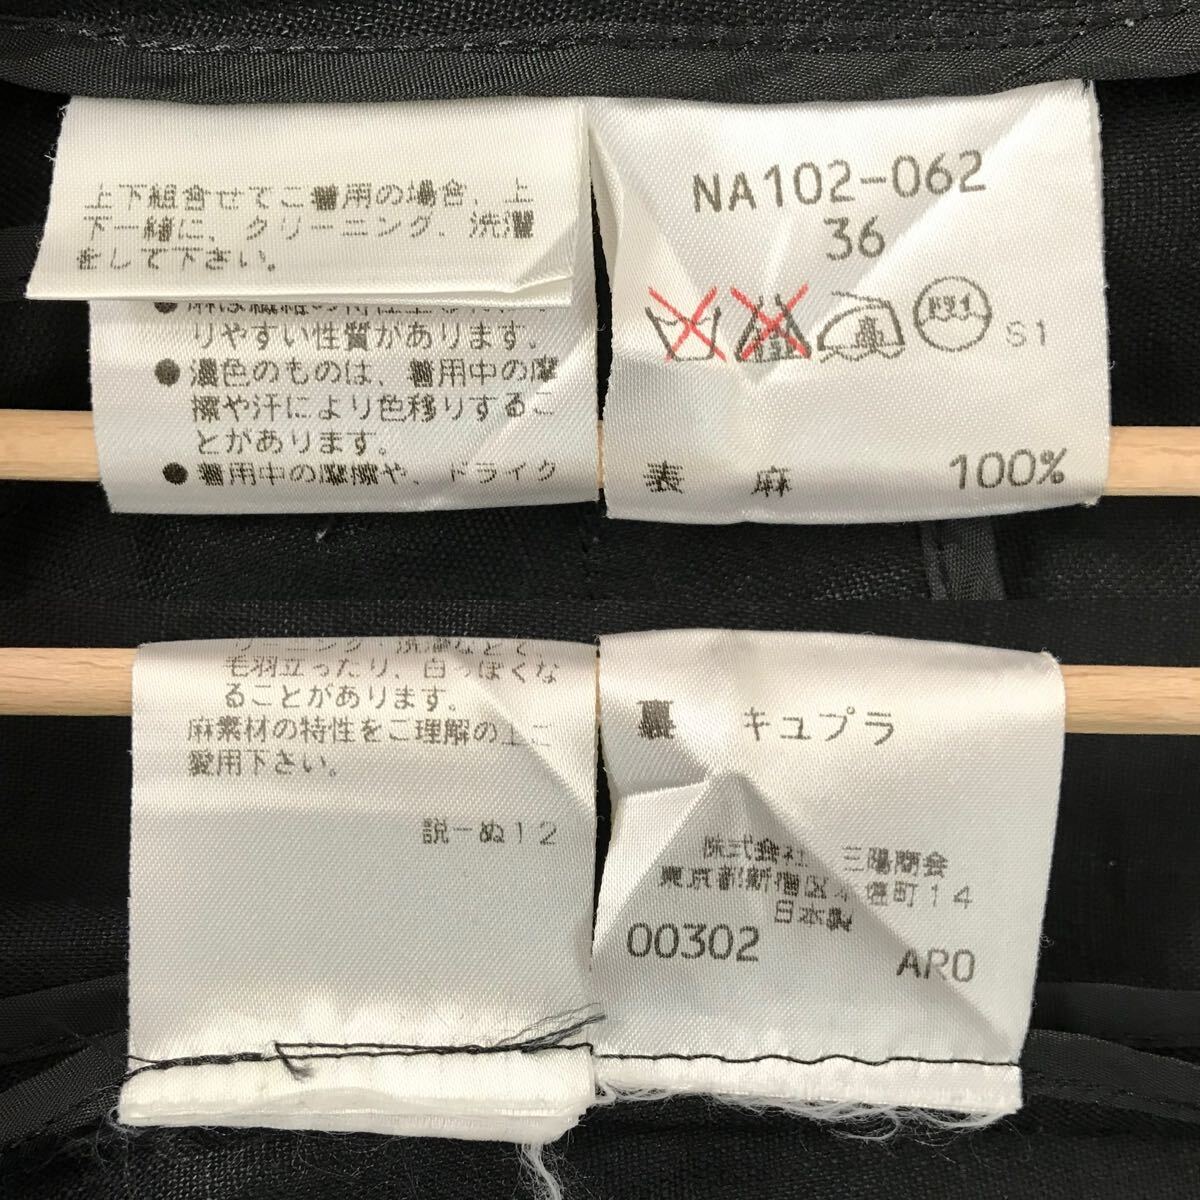 上下組合せてご着用の場合、上
下一緒に、クリーニング、洗濯
をして下さい。
りやすい性質があります。
●濃色のものは、着用中の摩
擦や汗により色移りするこ
とがあります。
●着用中の摩擦や、ドライク
NA102-062
36
ドライ
S1
表 麻 100%
リーニング・洗濯などで、
毛羽立ったり、白っぽくな
ることがあります。
麻素材の特性をご理解の上ご
愛用下さい。
説ーぬ12
裏 キュプラ
株式会社 三陽商会
東京都新宿区本塩町14
日本製
00302 ARO